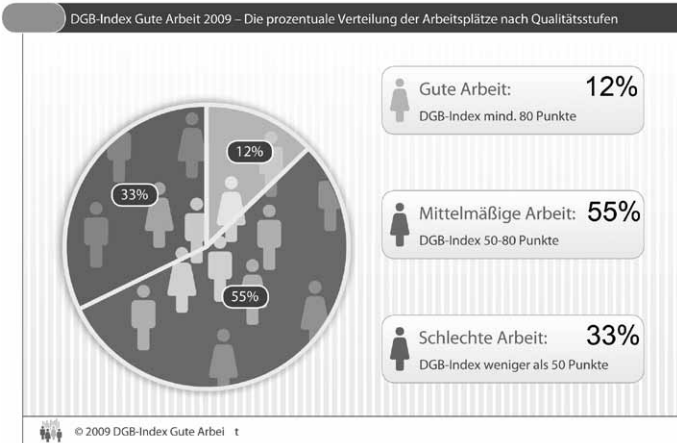 DGB-Index Gute Arbeit 2009 – Die prozentuale Verteilung der Arbeitsplätze nach Qualitätsstufen
12%
33%
55%
Gute Arbeit: 12%
DGB-Index mind. 80 Punkte
Mittelmäßige Arbeit: 55%
DGB-Index 50-80 Punkte
Schlechte Arbeit: 33%
DGB-Index weniger als 50 Punkte
© 2009 DGB-Index Gute Arbei t